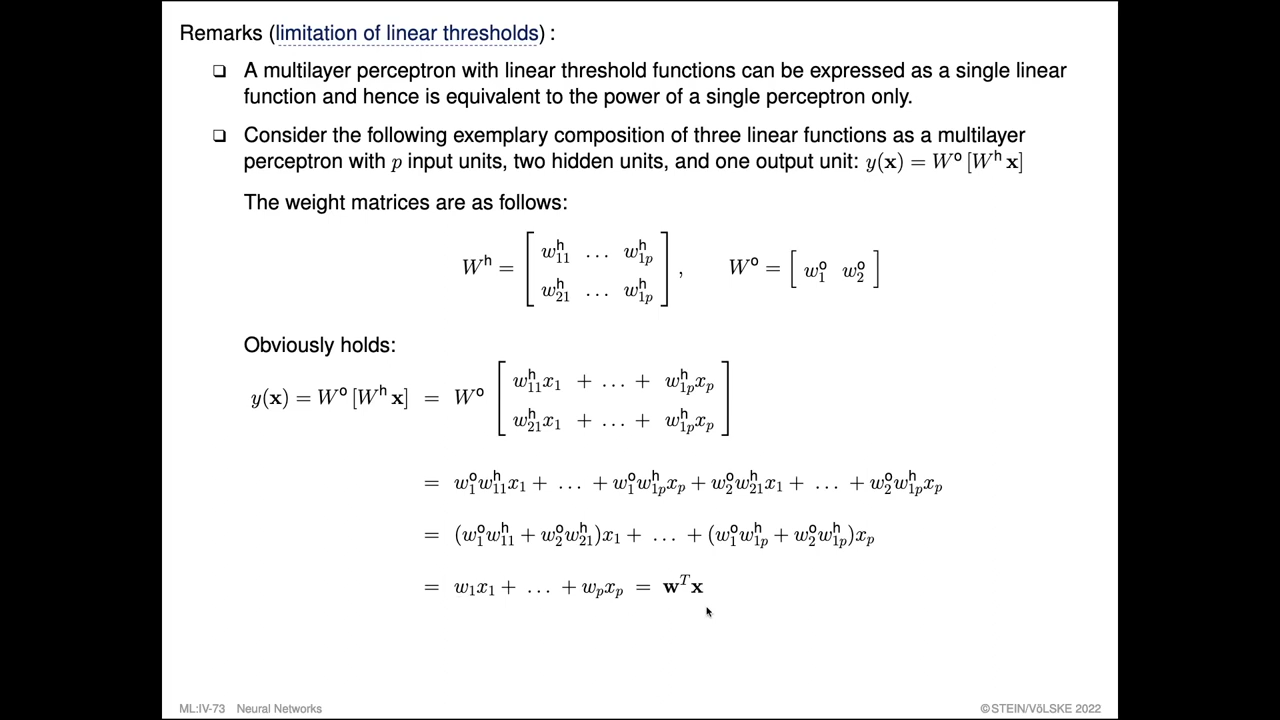 Remarks (limitation of linear thresholds) :
❑ A multilayer perceptron with linear threshold functions can be expressed as a single linear
function and hence is equivalent to the power of a single perceptron only.
❑ Consider the following exemplary composition of three linear functions as a multilayer
perceptron with p input units, two hidden units, and one output unit: y(x) = W^o [W^h x]
The weight matrices are as follows:
W^h = [ w^h_11 … w^h_1p ; w^h_21 … w^h_1p ] , W^o = [ w^o_1 w^o_2 ]
Obviously holds:
y(x) = W^o [W^h x] = W^o [ w^h_11 x_1 + … + w^h_1p x_p ; w^h_21 x_1 + … + w^h_1p x_p ]
= w^o_1 w^h_11 x_1 + … + w^o_1 w^h_1p x_p + w^o_2 w^h_21 x_1 + … + w^o_2 w^h_1p x_p
= (w^o_1 w^h_11 + w^o_2 w^h_21)x_1 + … + (w^o_1 w^h_1p + w^o_2 w^h_1p)x_p
= w_1 x_1 + … + w_p x_p = w^T x
ML:IV-73 Neural Networks ©STEIN/VÖLSKE 2022